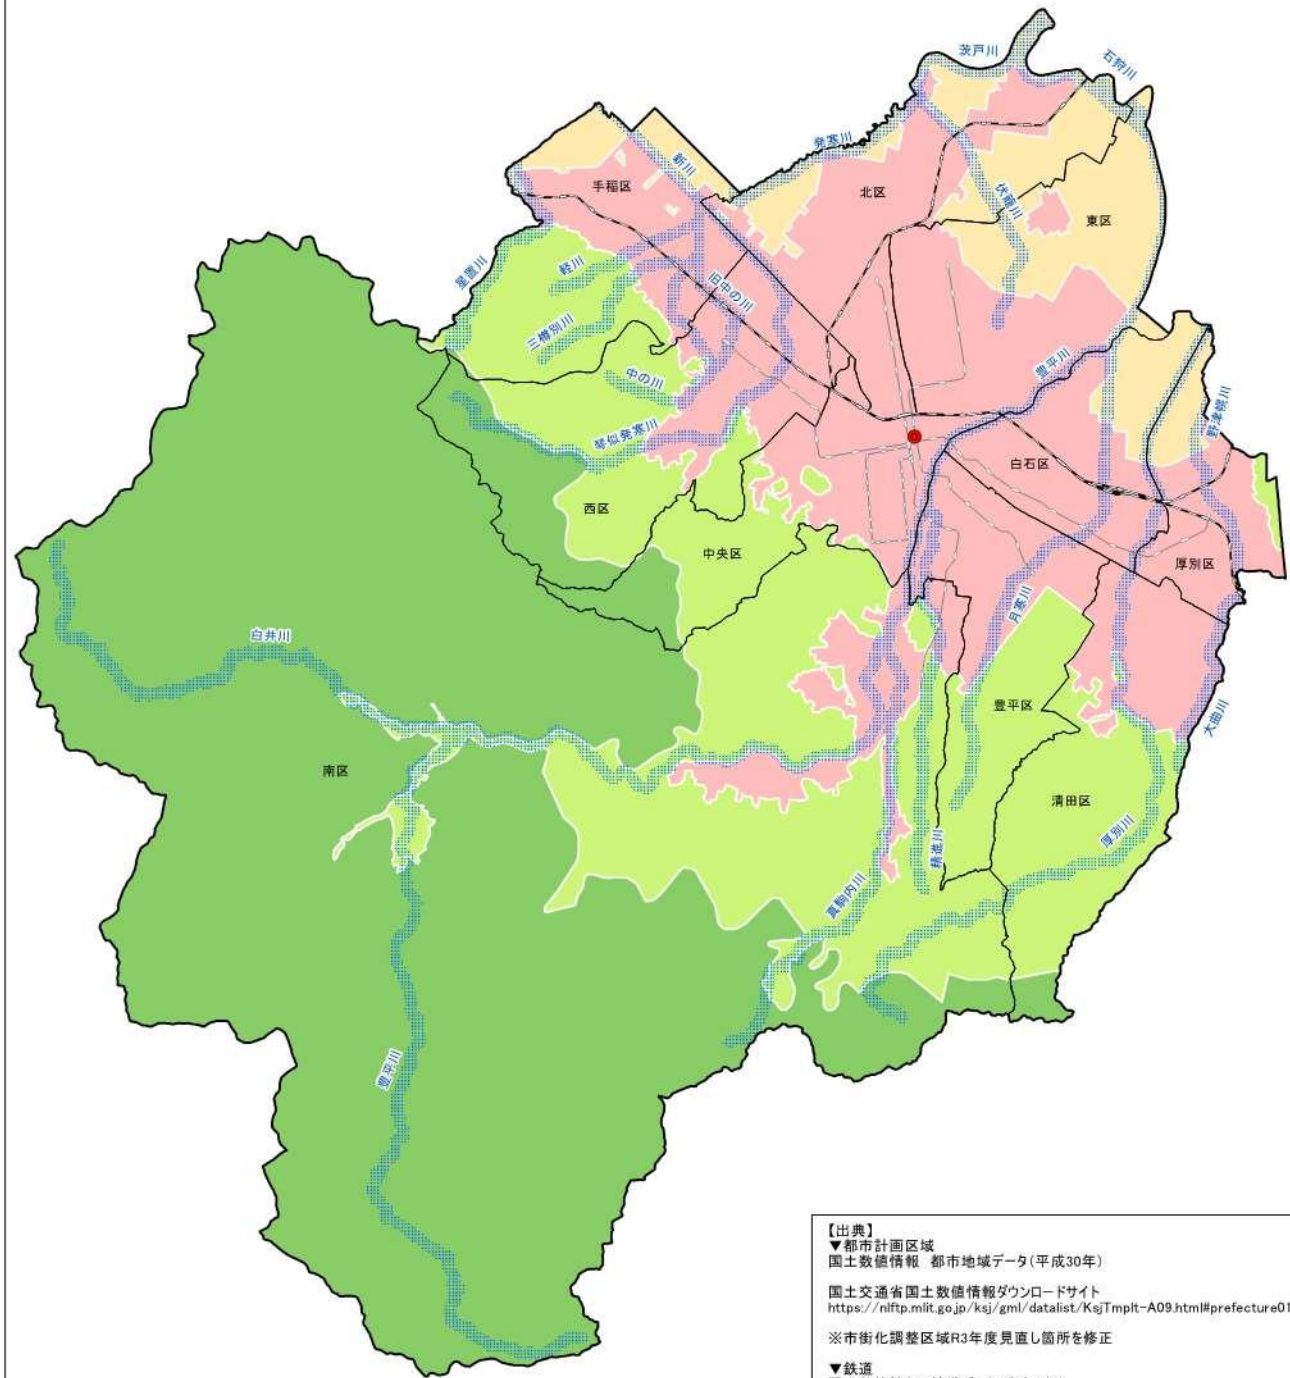 茨戸川
石狩川
発寒川
新川
手稲区
北区
伏籠川
東区
星置川
軽川
旧中の川
三樽別川
豊平川
中の川
野津幌川
琴似発寒川
白石区
西区
中央区
厚別区
月寒川
白井川
豊平区
大曲川
南区
清田区
厚別川
精進川
真駒内川
豊平川
【出典】
▼都市計画区域
国土数値情報 都市地域データ(平成30年)
国土交通省国土数値情報ダウンロードサイト
https://nlftp.mlit.go.jp/ksj/gml/datalist/KsjTmplt-A09.html#prefecture01
※市街化調整区域R3年度見直し箇所を修正
▼鉄道